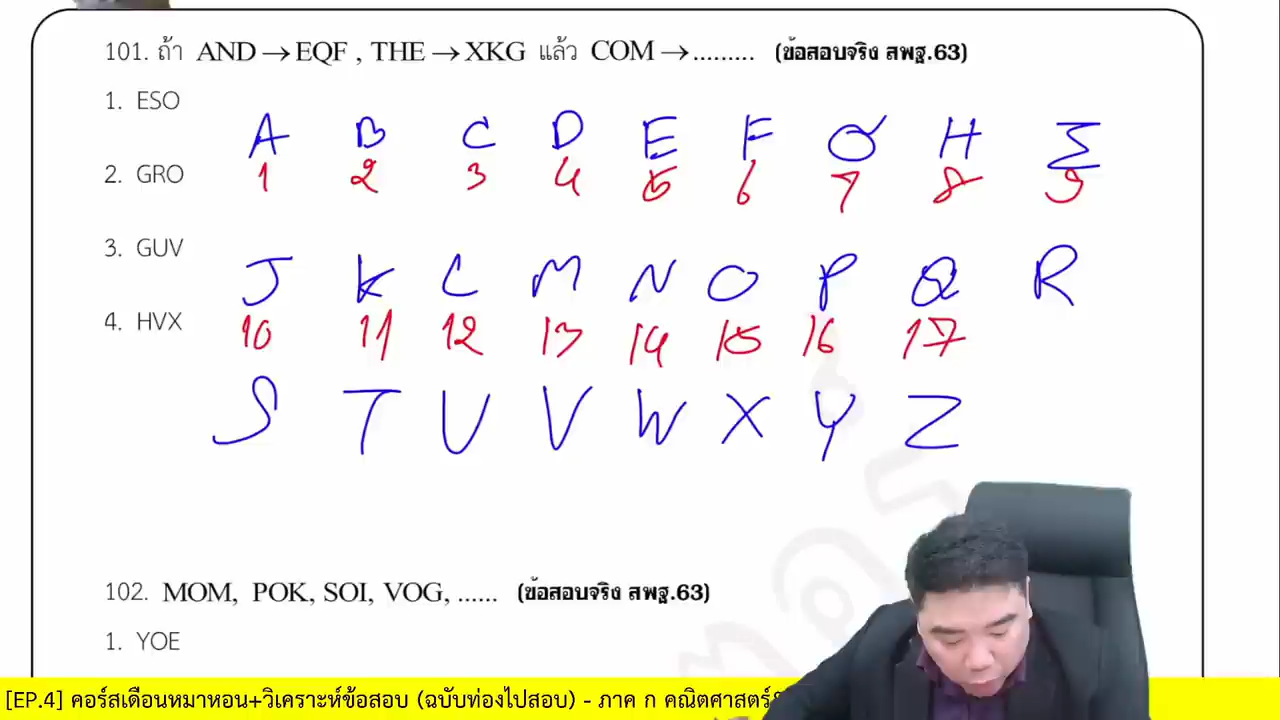 101. ถ้า AND → EQF , THE → XKG แล้ว COM → ......... (ข้อสอบจริง สพฐ.63)
1. ESO
A B C D E F G H I
1 2 3 4 5 6 7 8 9
2. GRO
3. GUV
J K L M N O P Q R
4. HVX
10 11 12 13 14 15 16 17
S T U V W X Y Z
102. MOM, POK, SOI, VOG, ...... (ข้อสอบจริง สพฐ.63)
1. YOE
[EP.4] คอร์สเดือนหมาหอน+วิเคราะห์ข้อสอบ (ฉบับท่องไปสอบ) - ภาค ก คณิตศาสตร์